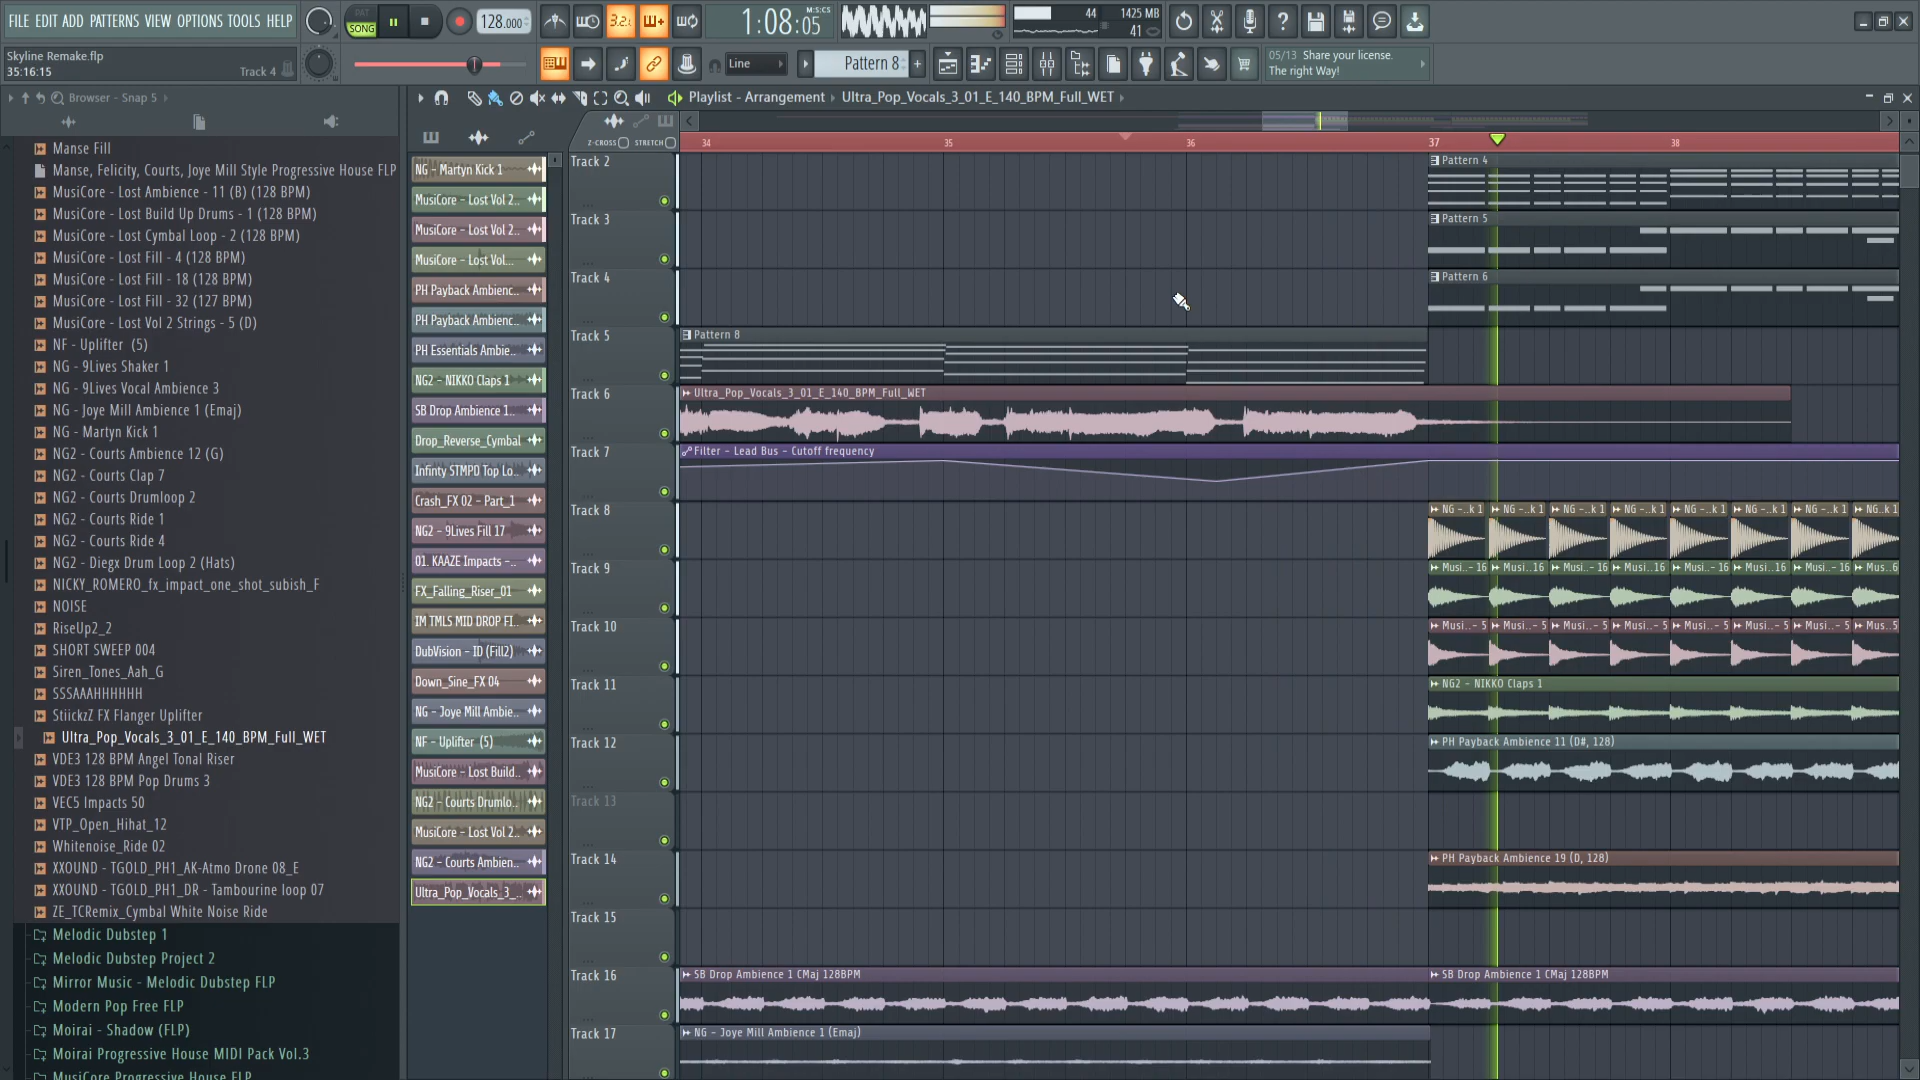 FILE EDIT ADD PATTERNS VIEW OPTIONS TOOLS HELP
PAT
SONG
128.000
3.2.
1:08:05
M:S:CS
44
1425 MB
41
Skyline Remake.flp
35:16:15
Track 4
Line
Pattern 8
05/13 Share your license.
The right Way!
Browser - Snap 5
Playlist - Arrangement
Ultra_Pop_Vocals_3_01_E_140_BPM_Full_WET
Z-CROSS
STRETCH
34
35
36
37
38
Manse Fill
Manse, Felicity, Courts, Joye Mill Style Progressive House FLP
MusiCore - Lost Ambience - 11 (B) (128 BPM)
MusiCore - Lost Build Up Drums - 1 (128 BPM)
MusiCore - Lost Cymbal Loop - 2 (128 BPM)
MusiCore - Lost Fill - 4 (128 BPM)
MusiCore - Lost Fill - 18 (128 BPM)
MusiCore - Lost Fill - 32 (127 BPM)
MusiCore - Lost Vol 2 Strings - 5 (D)
NF - Uplifter (5)
NG - 9Lives Shaker 1
NG - 9Lives Vocal Ambience 3
NG - Joye Mill Ambience 1 (Emaj)
NG - Martyn Kick 1
NG2 - Courts Ambience 12 (G)
NG2 - Courts Clap 7
NG2 - Courts Drumloop 2
NG2 - Courts Ride 1
NG2 - Courts Ride 4
NG2 - Diegx Drum Loop 2 (Hats)
NICKY_ROMERO_fx_impact_one_shot_subish_F
NOISE
RiseUp2_2
SHORT SWEEP 004
Siren_Tones_Aah_G
SSSAAAHHHHHH
StiickzZ FX Flanger Uplifter
Ultra_Pop_Vocals_3_01_E_140_BPM_Full_WET
VDE3 128 BPM Angel Tonal Riser
VDE3 128 BPM Pop Drums 3
VEC5 Impacts 50
VTP_Open_Hihat_12
Whitenoise_Ride 02
XXOUND - TGOLD_PH1_AK-Atmo Drone 08_E
XXOUND - TGOLD_PH1_DR - Tambourine loop 07
ZE_TCRemix_Cymbal White Noise Ride
Melodic Dubstep 1
Melodic Dubstep Project 2
Mirror Music - Melodic Dubstep FLP
Modern Pop Free FLP
Moirai - Shadow (FLP)
Moirai Progressive House MIDI Pack Vol.3
MusiCore Progressive House FLP
NG - Martyn Kick 1
MusiCore - Lost Vol 2..
MusiCore - Lost Vol 2..
MusiCore - Lost Vol...
PH Payback Ambienc..
PH Payback Ambienc..
PH Essentials Ambie..
NG2 - NIKKO Claps 1
SB Drop Ambience 1..
Drop_Reverse_Cymbal
Infinty STMPD Top Lo..
Crash_FX 02 - Part_1
NG2 - 9Lives Fill 17
01. KAAZE Impacts -..
FX_Falling_Riser_01
IM TMLS MID DROP FI..
DubVision - ID (Fill2)
Down_Sine_FX 04
NG - Joye Mill Ambie..
NF - Uplifter (5)
MusiCore - Lost Build..
NG2 - Courts Drumlo..
MusiCore - Lost Vol 2..
NG2 - Courts Ambien..
Ultra_Pop_Vocals_3_..
Track 2
Pattern 4
Track 3
Pattern 5
Track 4
Pattern 6
Track 5
Pattern 8
Track 6
Ultra_Pop_Vocals_3_01_E_140_BPM_Full_WET
Track 7
Filter - Lead Bus - Cutoff frequency
Track 8
NG -..k 1 NG -..k 1 NG -..k 1 NG -..k 1 NG -..k 1 NG -..k 1 NG -..k 1 NG..k 1
Track 9
Musi..- 16 Musi..16 Musi..- 16 Musi..16 Musi..- 16 Musi..16 Musi..- 16 Mus..6
Track 10
Musi..- 5 Musi..- 5 Musi..- 5 Musi..- 5 Musi..- 5 Musi..- 5 Musi..- 5 Mus..5
Track 11
NG2 - NIKKO Claps 1
Track 12
PH Payback Ambience 11 (D#, 128)
Track 13
Track 14
PH Payback Ambience 19 (D, 128)
Track 15
Track 16
SB Drop Ambience 1 CMaj 128BPM
SB Drop Ambience 1 CMaj 128BPM
Track 17
NG - Joye Mill Ambience 1 (Emaj)